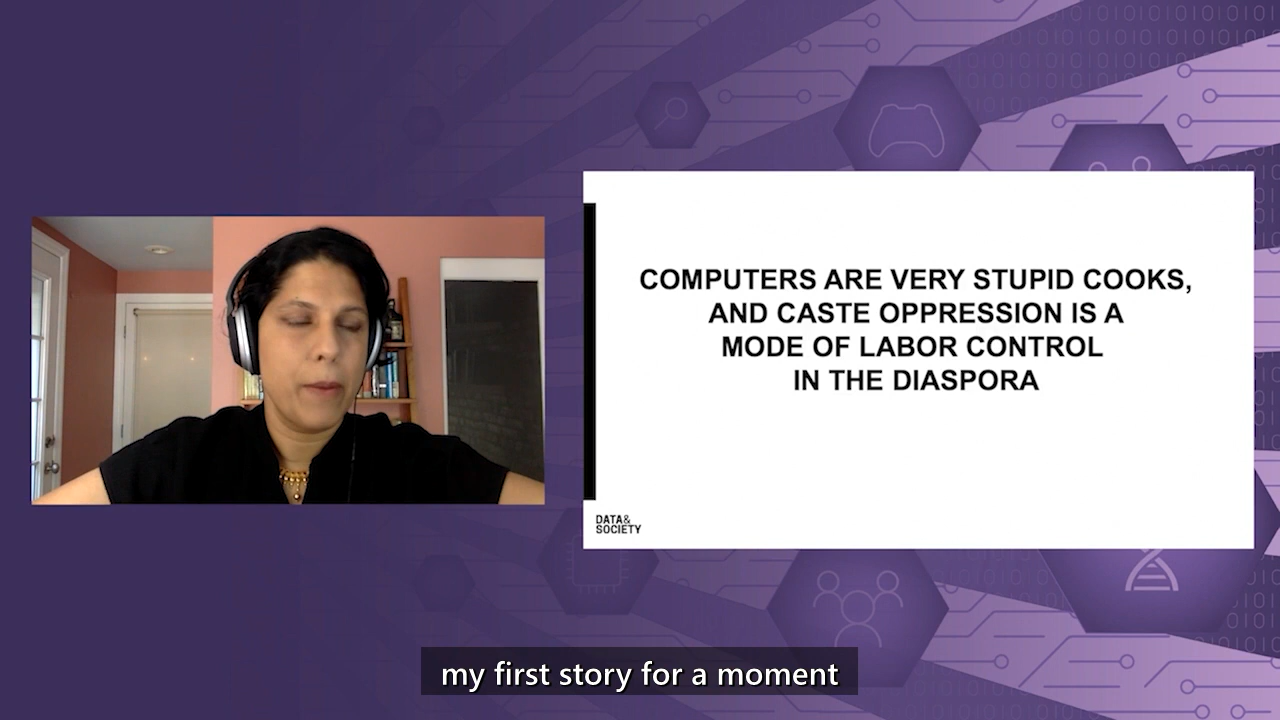 COMPUTERS ARE VERY STUPID COOKS,
AND CASTE OPPRESSION IS A
MODE OF LABOR CONTROL
IN THE DIASPORA
DATA&
SOCIETY
my first story for a moment